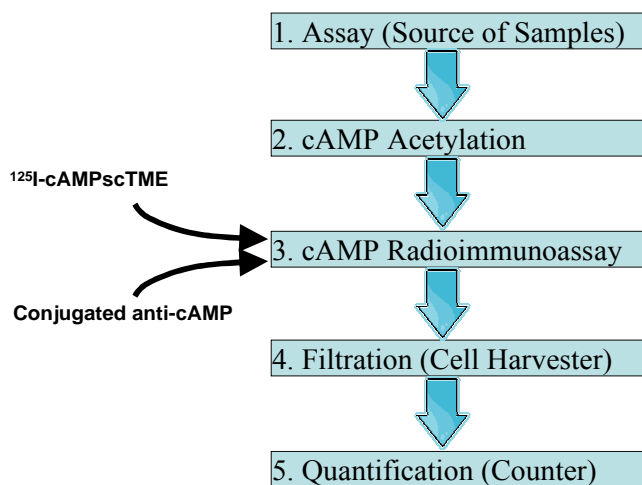 1. Assay (Source of Samples)
2. cAMP Acetylation
¹²⁵I-cAMPscTME
3. cAMP Radioimmunoassay
Conjugated anti-cAMP
4. Filtration (Cell Harvester)
5. Quantification (Counter)